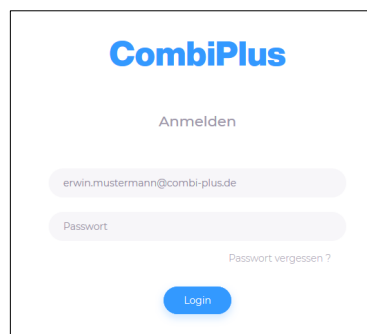 CombiPlus
Anmelden
erwin.mustermann@combi-plus.de
Passwort
Passwort vergessen ?
Login